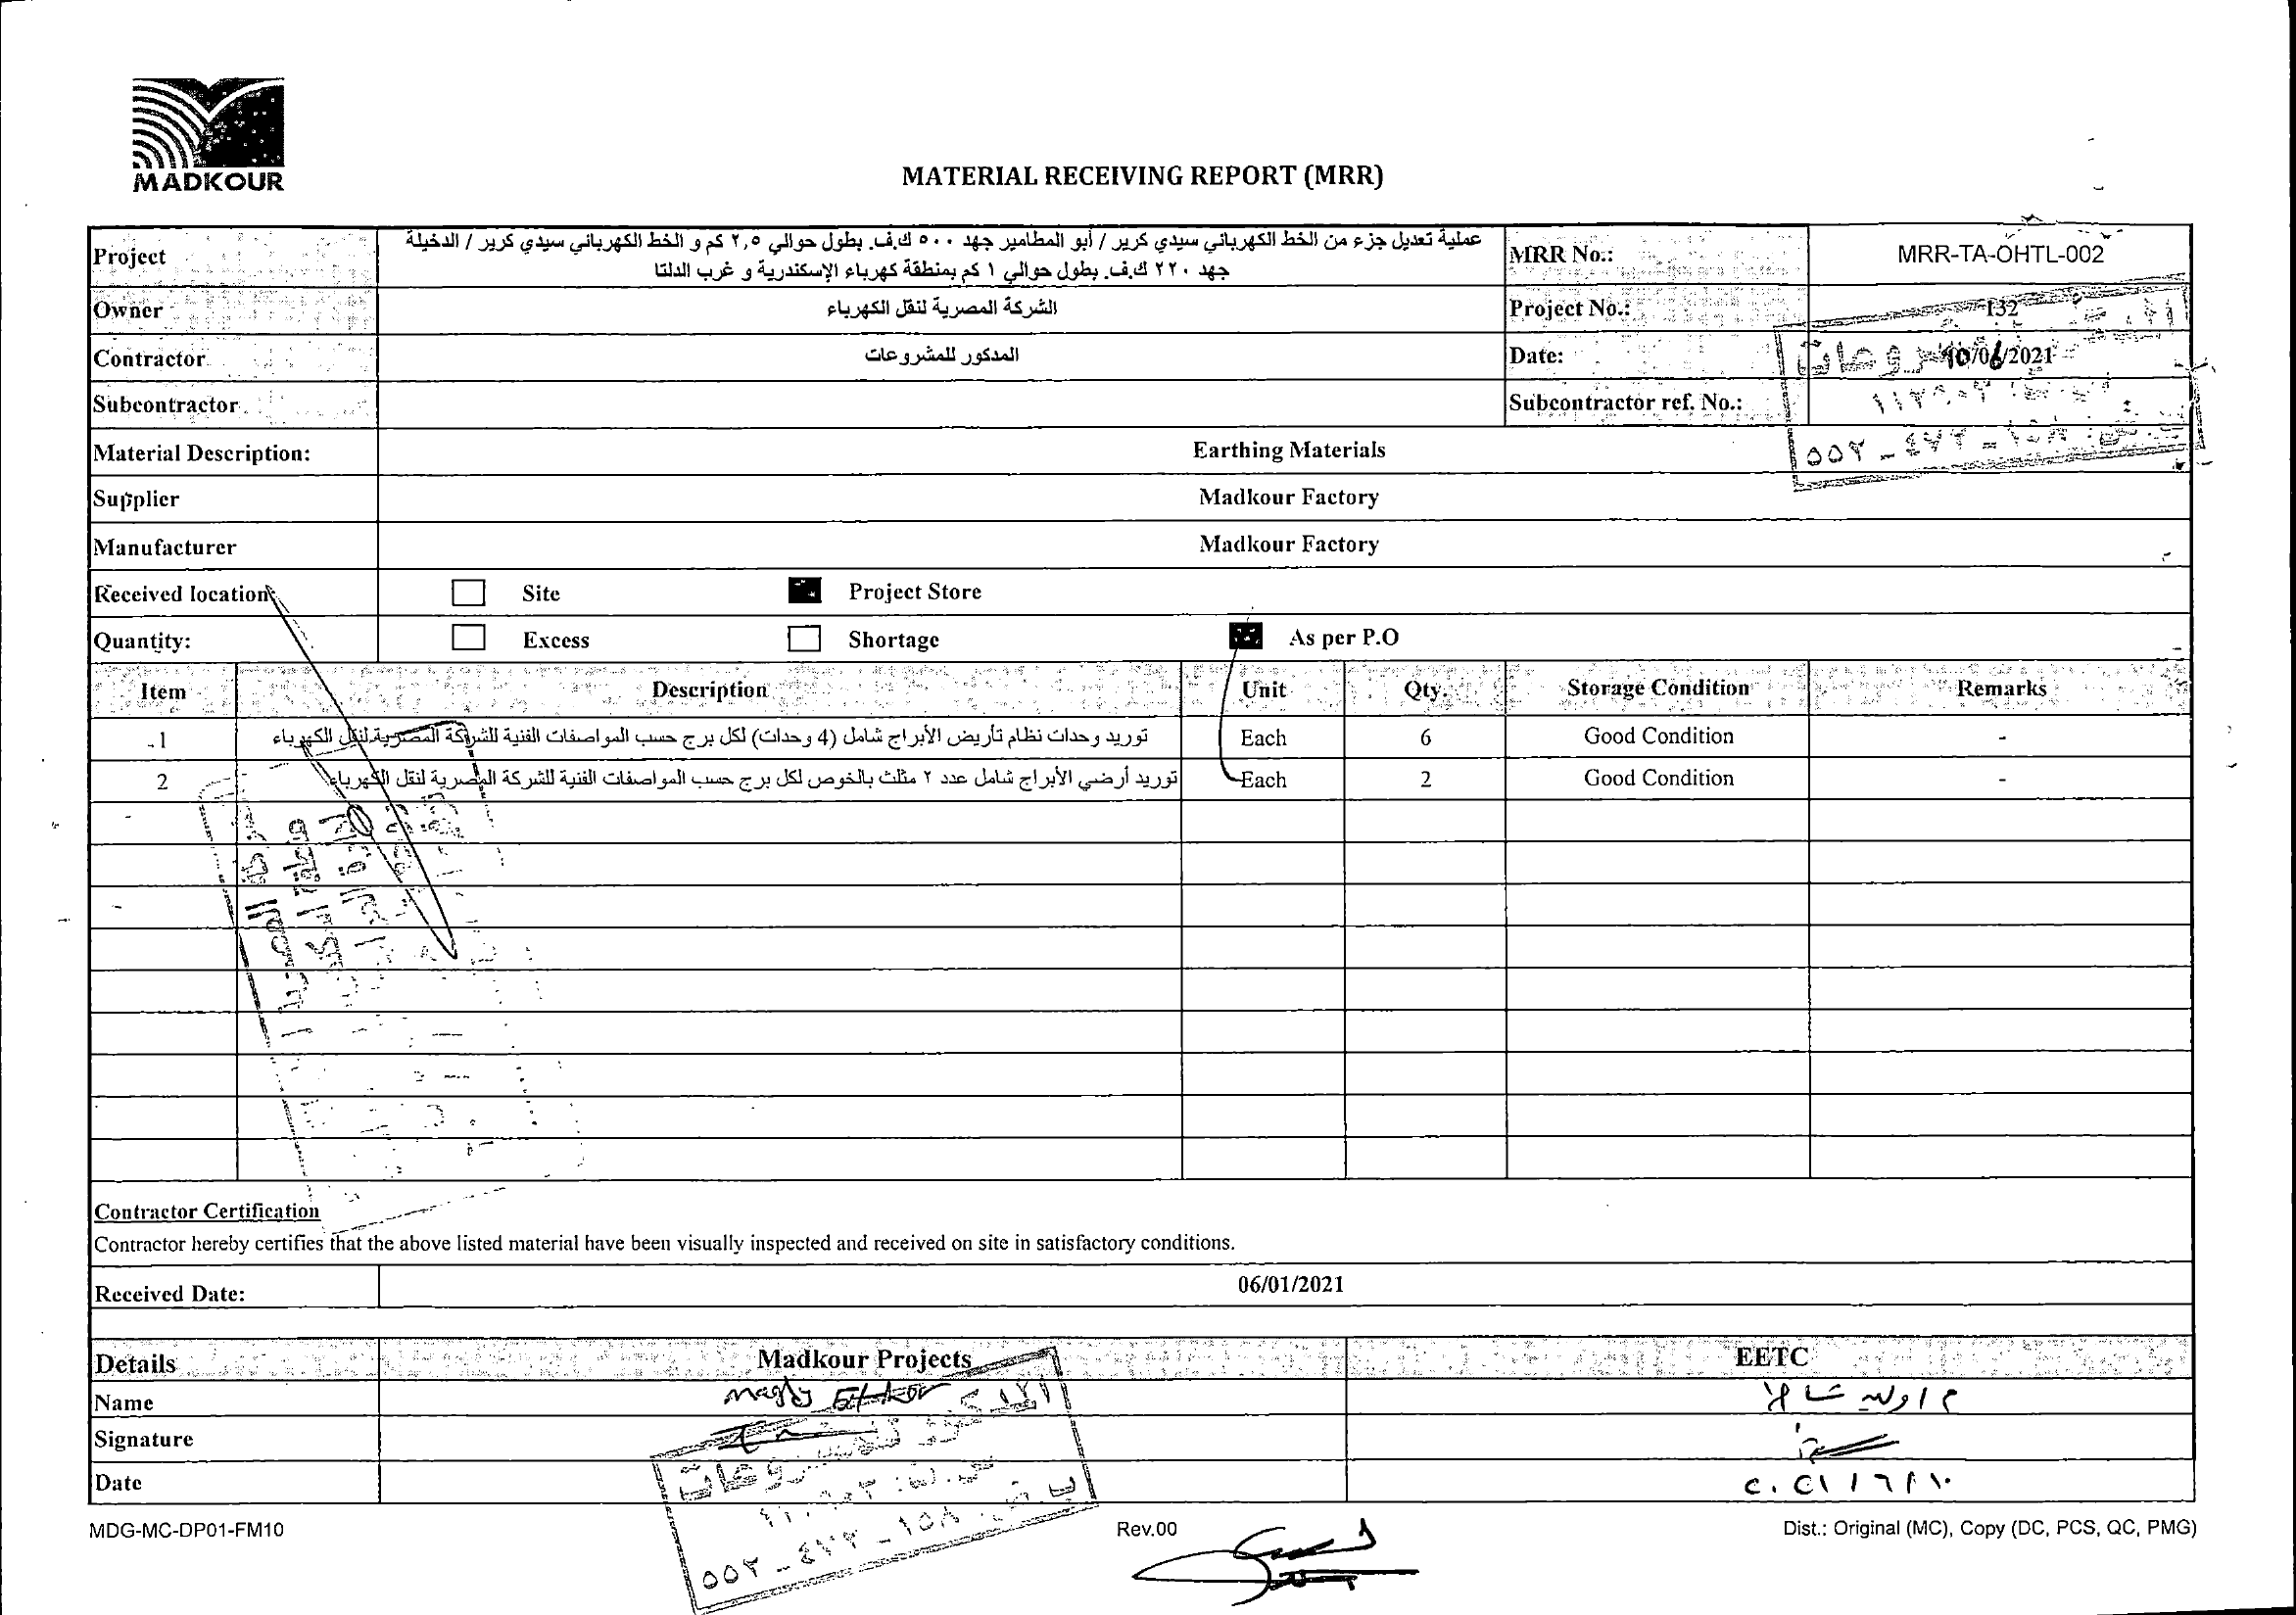 MADKOUR
MATERIAL RECEIVING REPORT (MRR)
Project
عملية تعديل جزء من الخط الكهربائي سيدي كرير / أبو المطامير جهد ٥٠٠ ك.ف. بطول حوالي ٢,٥ كم و الخط الكهربائي سيدي كرير / الدخيلة
جهد ٢٢٠ ك.ف. بطول حوالي ١ كم بمنطقة كهرباء الإسكندرية و غرب الدلتا
MRR No.: MRR-TA-OHTL-002
Owner الشركة المصرية لنقل الكهرباء Project No.: 132
Contractor المدكور للمشروعات Date: 10/06/2021
Subcontractor Subcontractor ref. No.:
Material Description: Earthing Materials
٥٥٢ - ٤٧٢ - ١٥٨
Supplier Madkour Factory
Manufacturer Madkour Factory
Received location: Site Project Store
Quantity: Excess Shortage As per P.O
Item Description Unit Qty. Storage Condition Remarks
1 توريد وحدات نظام تأريض الأبراج شامل (4 وحدات) لكل برج حسب المواصفات الفنية للشركة المصرية لنقل الكهرباء Each 6 Good Condition -
2 توريد أرضي الأبراج شامل عدد ٢ مثلث بالخوص لكل برج حسب المواصفات الفنية للشركة المصرية لنقل الكهرباء Each 2 Good Condition -
Contractor Certification
Contractor hereby certifies that the above listed material have been visually inspected and received on site in satisfactory conditions.
Received Date: 06/01/2021
Details Madkour Projects EETC
Name Magdy
Signature
Date ٢٠٢١/٦/١٠
المدكور للمشروعات
٥٥٢ - ٤٧٢ - ١٥٨ ب.ض
MDG-MC-DP01-FM10 Rev.00 Dist.: Original (MC), Copy (DC, PCS, QC, PMG)